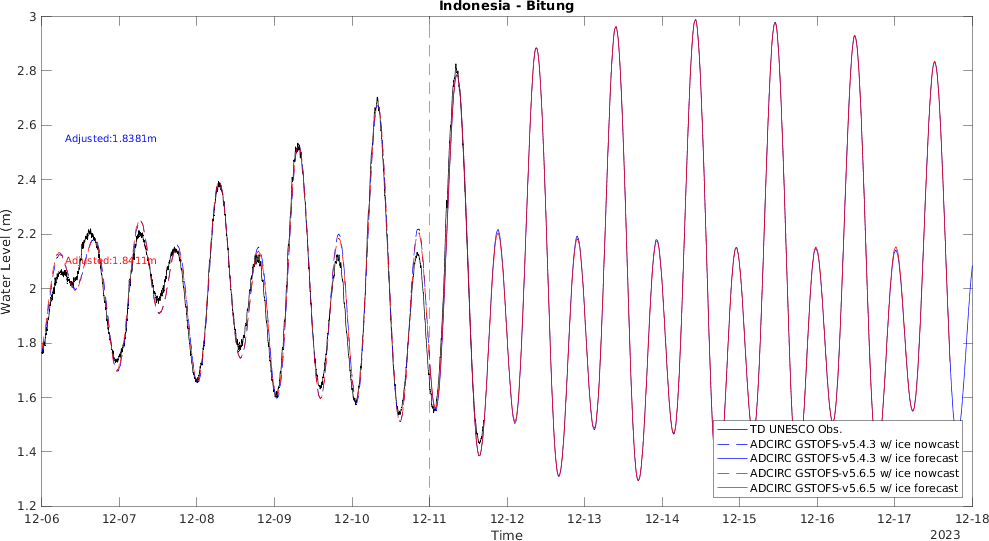 Indonesia - Bitung
3
2.8
2.6
2.4
2.2
2
1.8
1.6
1.4
1.2
Water Level (m)
Adjusted:1.8381m
Adjusted:1.8411m
TD UNESCO Obs.
ADCIRC GSTOFS-v5.4.3 w/ ice nowcast
ADCIRC GSTOFS-v5.4.3 w/ ice forecast
ADCIRC GSTOFS-v5.6.5 w/ ice nowcast
ADCIRC GSTOFS-v5.6.5 w/ ice forecast
12-06 12-07 12-08 12-09 12-10 12-11 12-12 12-13 12-14 12-15 12-16 12-17 12-18
Time
2023